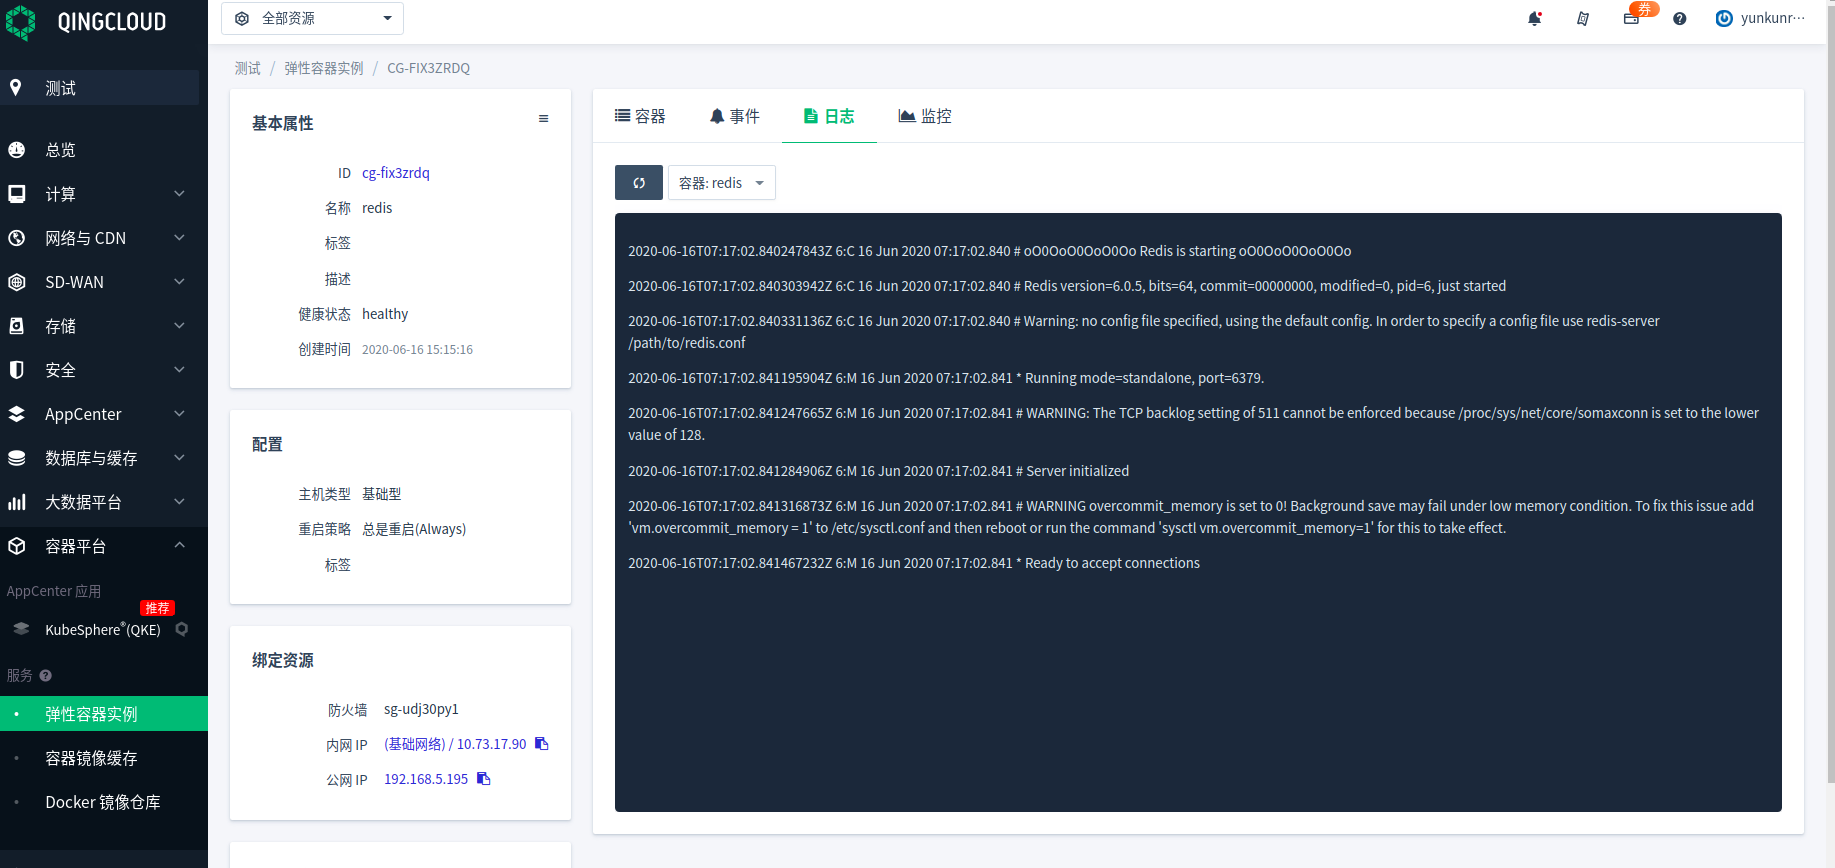 QINGCLOUD
全部资源
券
yunkunr···
测试
总览
计算
网络与 CDN
SD-WAN
存储
安全
AppCenter
数据库与缓存
大数据平台
容器平台
AppCenter 应用
推荐
KubeSphere®(QKE)
服务
弹性容器实例
容器镜像缓存
Docker 镜像仓库
测试 / 弹性容器实例 / CG-FIX3ZRDQ
基本属性
ID cg-fix3zrdq
名称 redis
标签
描述
健康状态 healthy
创建时间 2020-06-16 15:15:16
配置
主机类型 基础型
重启策略 总是重启(Always)
标签
绑定资源
防火墙 sg-udj30py1
内网 IP (基础网络) / 10.73.17.90
公网 IP 192.168.5.195
容器 事件 日志 监控
容器: redis
2020-06-16T07:17:02.840247843Z 6:C 16 Jun 2020 07:17:02.840 # oO0OoO0OoO0Oo Redis is starting oO0OoO0OoO0Oo
2020-06-16T07:17:02.840303942Z 6:C 16 Jun 2020 07:17:02.840 # Redis version=6.0.5, bits=64, commit=00000000, modified=0, pid=6, just started
2020-06-16T07:17:02.840331136Z 6:C 16 Jun 2020 07:17:02.840 # Warning: no config file specified, using the default config. In order to specify a config file use redis-server
/path/to/redis.conf
2020-06-16T07:17:02.841195904Z 6:M 16 Jun 2020 07:17:02.841 * Running mode=standalone, port=6379.
2020-06-16T07:17:02.841247665Z 6:M 16 Jun 2020 07:17:02.841 # WARNING: The TCP backlog setting of 511 cannot be enforced because /proc/sys/net/core/somaxconn is set to the lower
value of 128.
2020-06-16T07:17:02.841284906Z 6:M 16 Jun 2020 07:17:02.841 # Server initialized
2020-06-16T07:17:02.841316873Z 6:M 16 Jun 2020 07:17:02.841 # WARNING overcommit_memory is set to 0! Background save may fail under low memory condition. To fix this issue add
'vm.overcommit_memory = 1' to /etc/sysctl.conf and then reboot or run the command 'sysctl vm.overcommit_memory=1' for this to take effect.
2020-06-16T07:17:02.841467232Z 6:M 16 Jun 2020 07:17:02.841 * Ready to accept connections